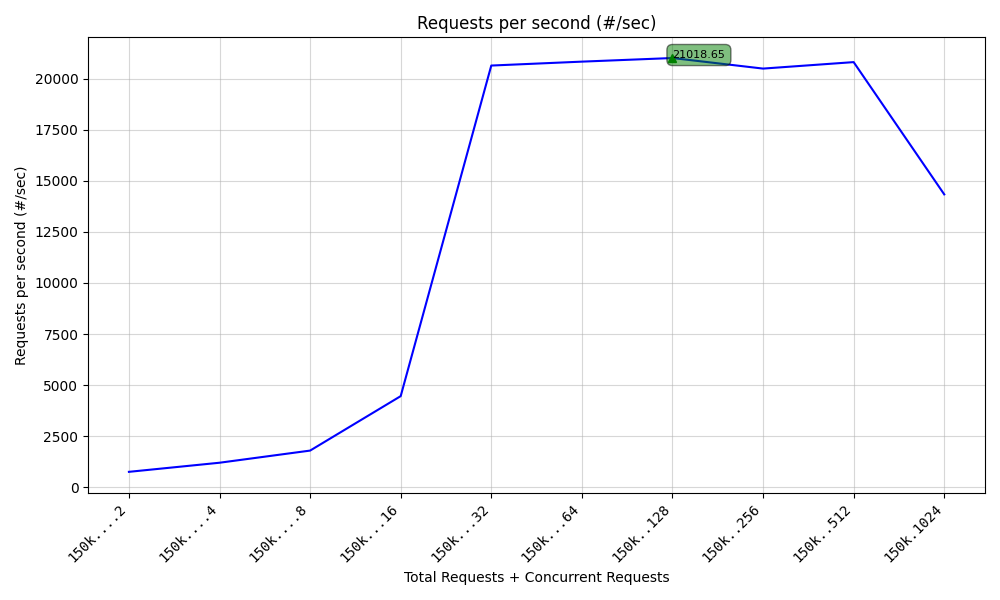 Requests per second (#/sec)
21018.65
20000
17500
15000
12500
10000
7500
5000
2500
0
Requests per second (#/sec)
150k....2
150k....4
150k....8
150k...16
150k...32
150k...64
150k..128
150k..256
150k..512
150k.1024
Total Requests + Concurrent Requests